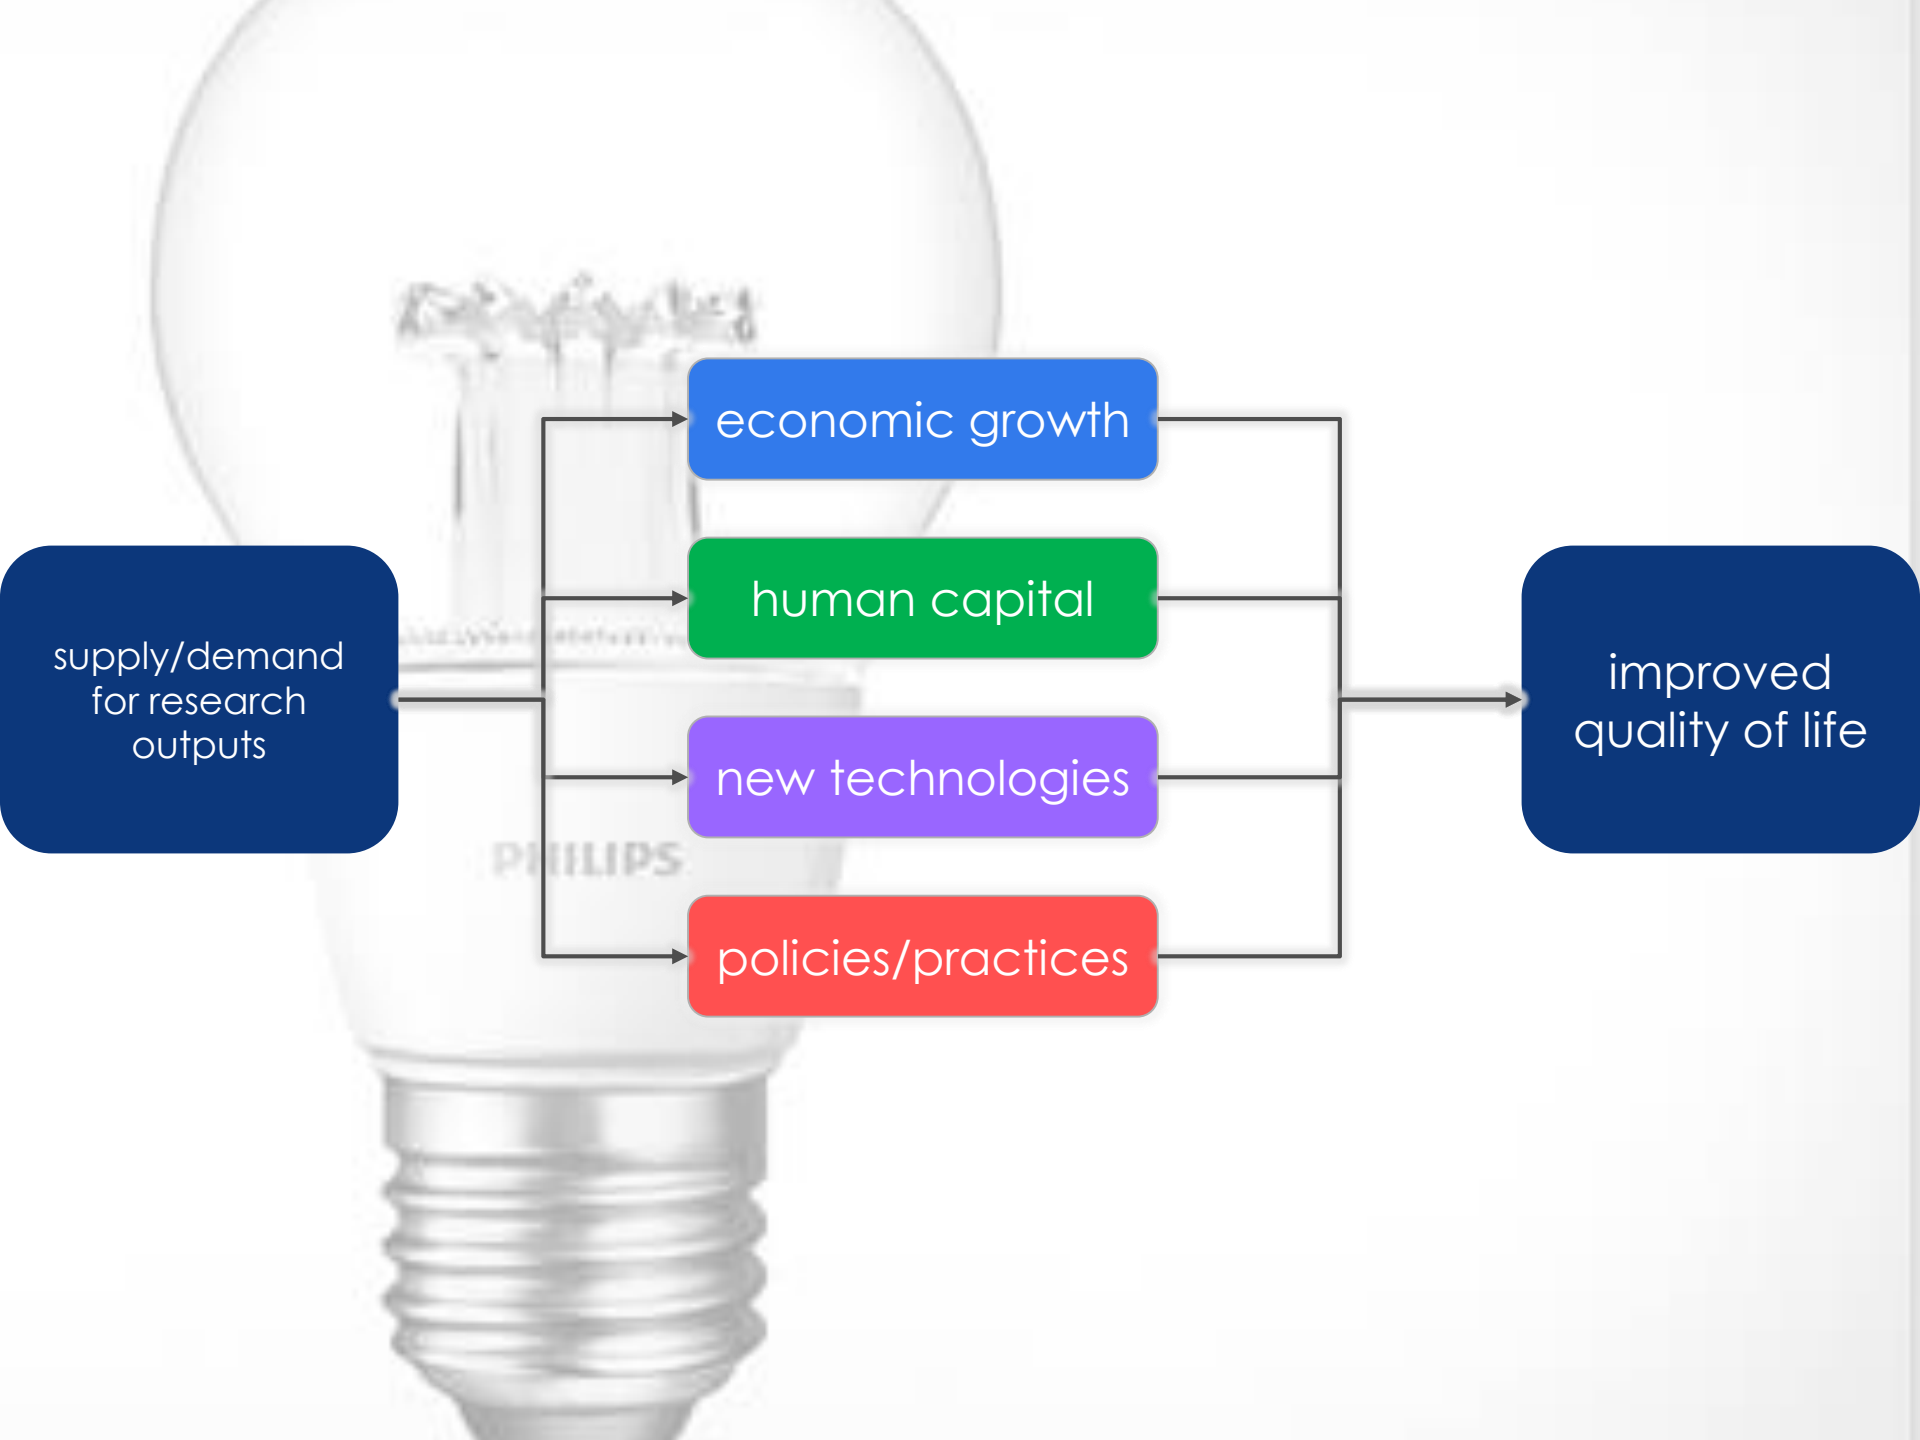 economic growth
human capital
supply/demand
for research
outputs
improved
quality of life
new technologies
PHILIPS
policies/practices